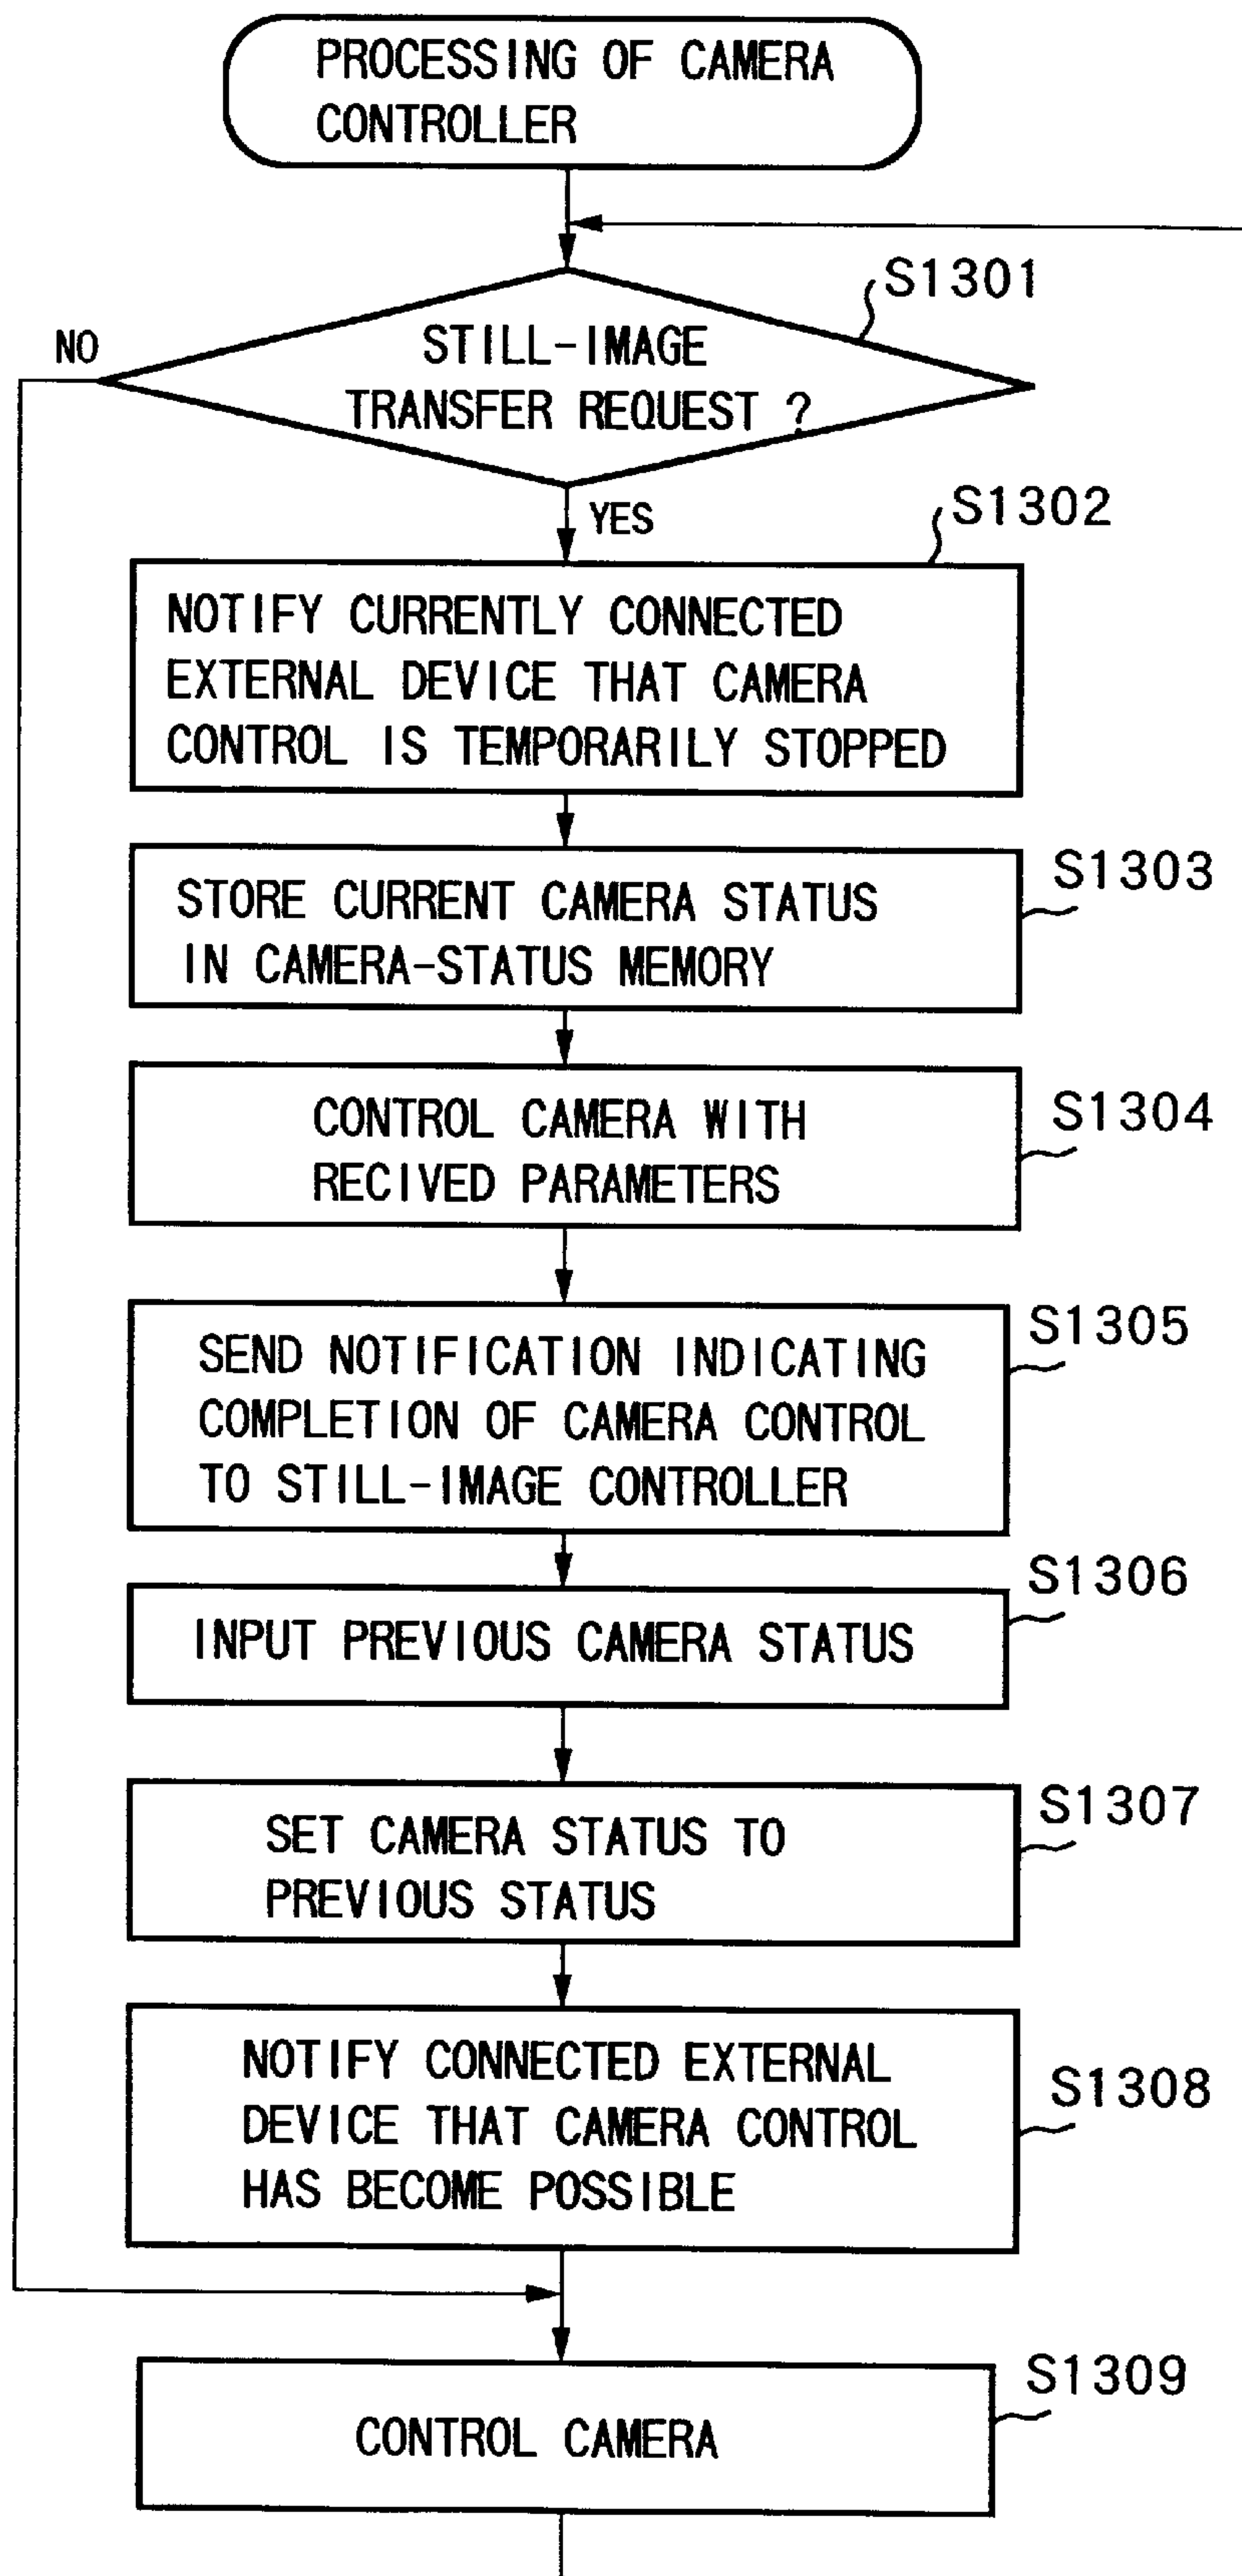 PROCESSING OF CAMERA
CONTROLLER
S1301
NO
STILL-IMAGE
TRANSFER REQUEST ?
YES
S1302
NOTIFY CURRENTLY CONNECTED
EXTERNAL DEVICE THAT CAMERA
CONTROL IS TEMPORARILY STOPPED
S1303
STORE CURRENT CAMERA STATUS
IN CAMERA-STATUS MEMORY
S1304
CONTROL CAMERA WITH
RECIVED PARAMETERS
S1305
SEND NOTIFICATION INDICATING
COMPLETION OF CAMERA CONTROL
TO STILL-IMAGE CONTROLLER
S1306
INPUT PREVIOUS CAMERA STATUS
S1307
SET CAMERA STATUS TO
PREVIOUS STATUS
S1308
NOTIFY CONNECTED EXTERNAL
DEVICE THAT CAMERA CONTROL
HAS BECOME POSSIBLE
S1309
CONTROL CAMERA